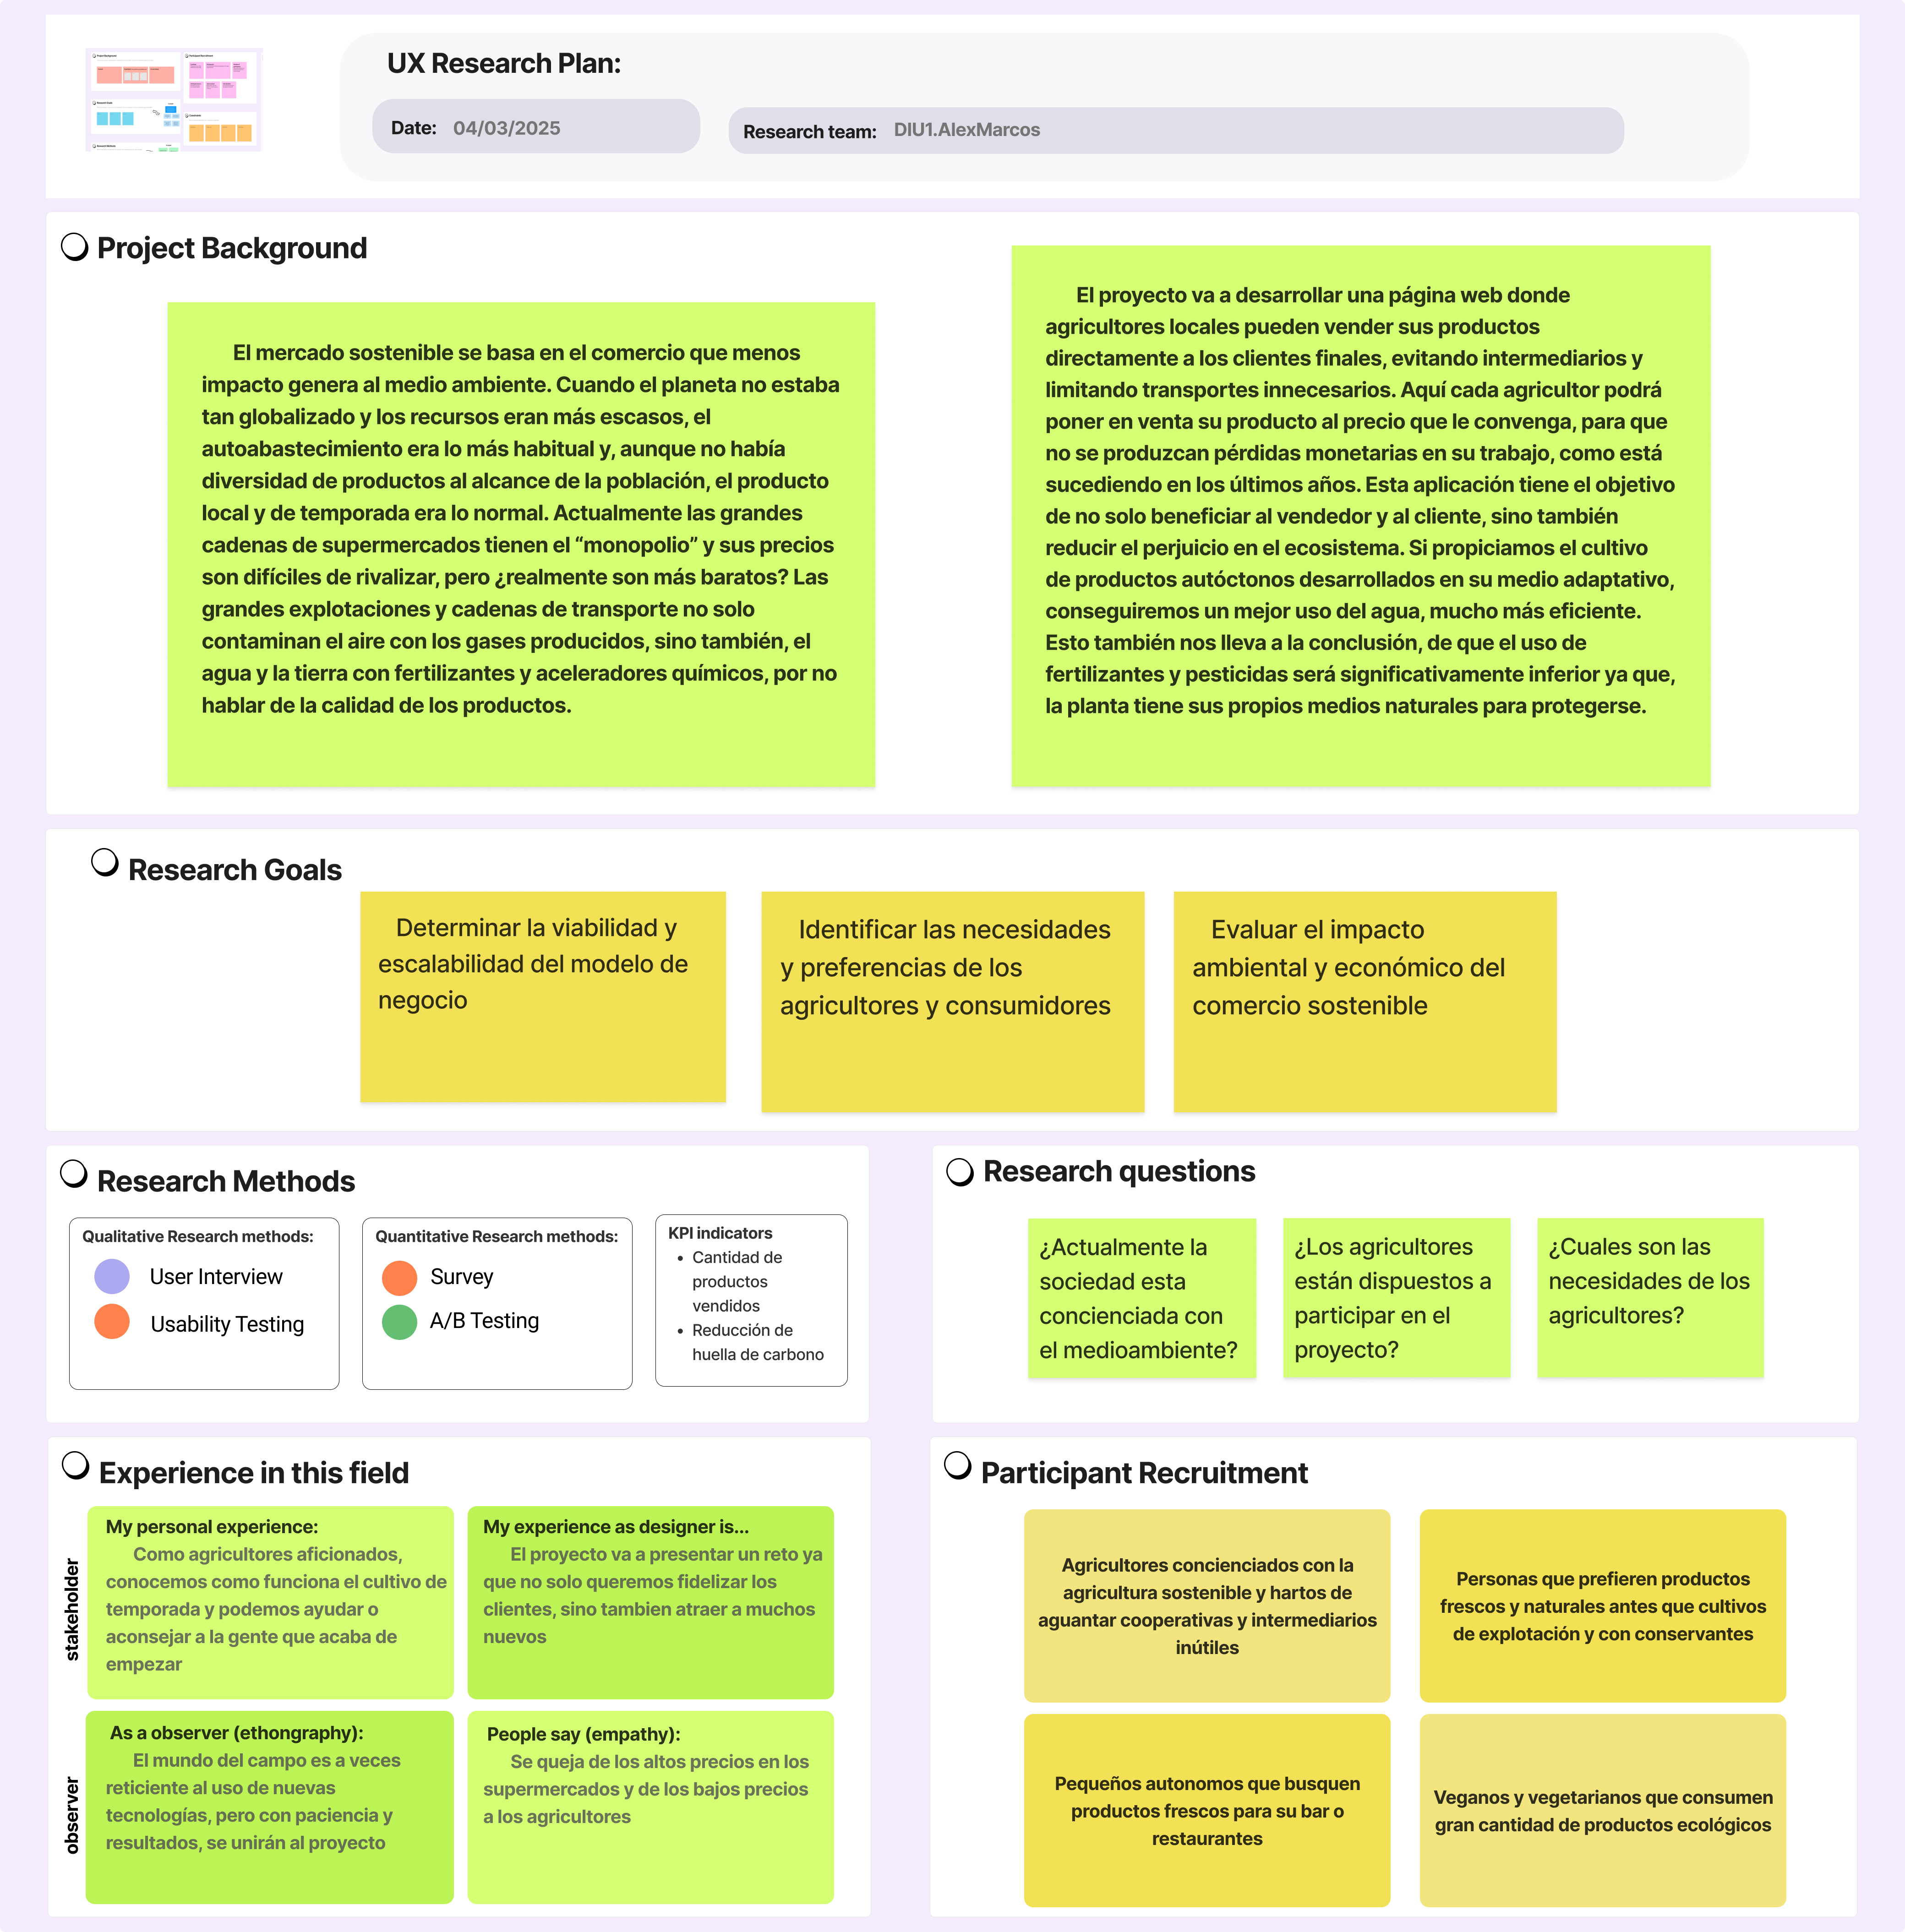 UX Research Plan:
Date: 04/03/2025
Research team: DIU1.AlexMarcos
Project Background
El mercado sostenible se basa en el comercio que menos
impacto genera al medio ambiente. Cuando el planeta no estaba
tan globalizado y los recursos eran más escasos, el
autoabastecimiento era lo más habitual y, aunque no había
diversidad de productos al alcance de la población, el producto
local y de temporada era lo normal. Actualmente las grandes
cadenas de supermercados tienen el “monopolio” y sus precios
son difíciles de rivalizar, pero ¿realmente son más baratos? Las
grandes explotaciones y cadenas de transporte no solo
contaminan el aire con los gases producidos, sino también, el
agua y la tierra con fertilizantes y aceleradores químicos, por no
hablar de la calidad de los productos.
El proyecto va a desarrollar una página web donde
agricultores locales pueden vender sus productos
directamente a los clientes finales, evitando intermediarios y
limitando transportes innecesarios. Aquí cada agricultor podrá
poner en venta su producto al precio que le convenga, para que
no se produzcan pérdidas monetarias en su trabajo, como está
sucediendo en los últimos años. Esta aplicación tiene el objetivo
de no solo beneficiar al vendedor y al cliente, sino también
reducir el perjuicio en el ecosistema. Si propiciamos el cultivo
de productos autóctonos desarrollados en su medio adaptativo,
conseguiremos un mejor uso del agua, mucho más eficiente.
Esto también nos lleva a la conclusión, de que el uso de
fertilizantes y pesticidas será significativamente inferior ya que,
la planta tiene sus propios medios naturales para protegerse.
Research Goals
Determinar la viabilidad y
escalabilidad del modelo de
negocio
Identificar las necesidades
y preferencias de los
agricultores y consumidores
Evaluar el impacto
ambiental y económico del
comercio sostenible
Research Methods
Qualitative Research methods:
User Interview
Usability Testing
Quantitative Research methods:
Survey
A/B Testing
KPI indicators
• Cantidad de
productos
vendidos
• Reducción de
huella de carbono
Research questions
¿Actualmente la
sociedad esta
concienciada con
el medioambiente?
¿Los agricultores
están dispuestos a
participar en el
proyecto?
¿Cuales son las
necesidades de los
agricultores?
Experience in this field
stakeholder
My personal experience:
Como agricultores aficionados,
conocemos como funciona el cultivo de
temporada y podemos ayudar o
aconsejar a la gente que acaba de
empezar
My experience as designer is...
El proyecto va a presentar un reto ya
que no solo queremos fidelizar los
clientes, sino tambien atraer a muchos
nuevos
observer
As a observer (ethongraphy):
El mundo del campo es a veces
reticiente al uso de nuevas
tecnologías, pero con paciencia y
resultados, se unirán al proyecto
People say (empathy):
Se queja de los altos precios en los
supermercados y de los bajos precios
a los agricultores
Participant Recruitment
Agricultores concienciados con la
agricultura sostenible y hartos de
aguantar cooperativas y intermediarios
inútiles
Personas que prefieren productos
frescos y naturales antes que cultivos
de explotación y con conservantes
Pequeños autonomos que busquen
productos frescos para su bar o
restaurantes
Veganos y vegetarianos que consumen
gran cantidad de productos ecológicos